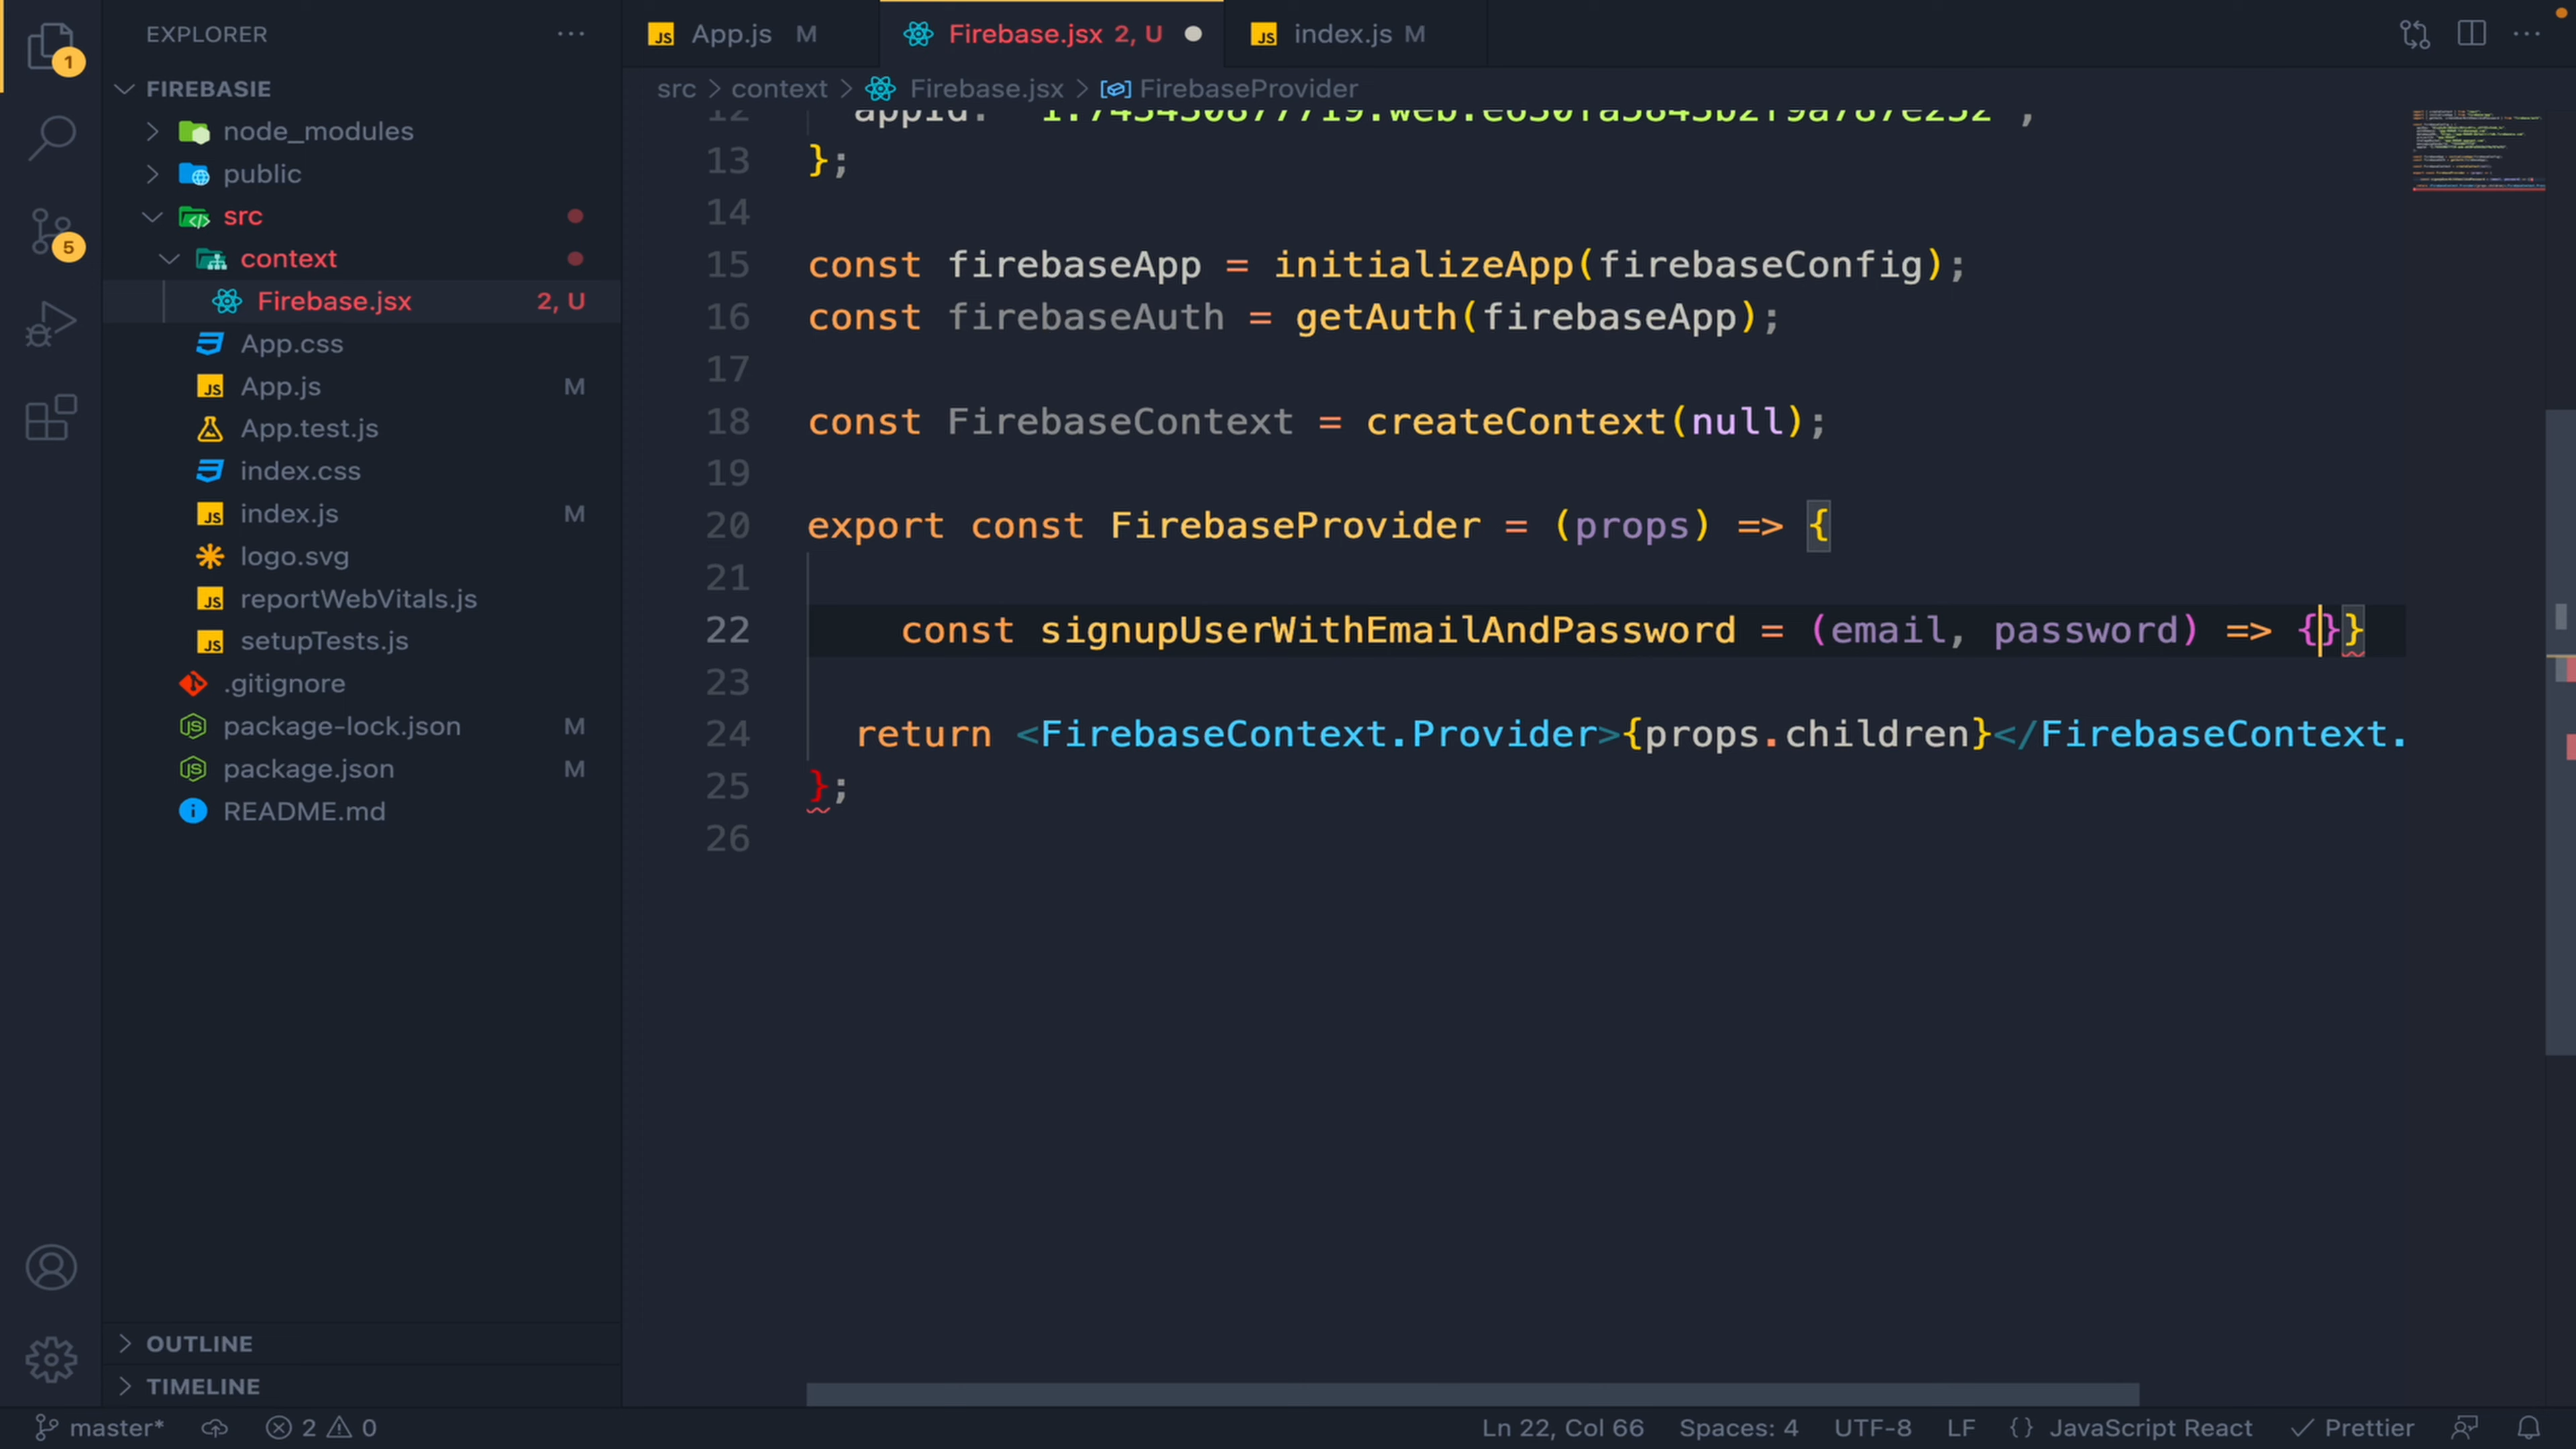 1
5
EXPLORER
FIREBASIE
node_modules
public
src
context
Firebase.jsx 2, U
App.css
App.js M
App.test.js
index.css
index.js M
logo.svg
reportWebVitals.js
setupTests.js
.gitignore
package-lock.json M
package.json M
README.md
OUTLINE
TIMELINE
App.js M
Firebase.jsx 2, U
index.js M
src > context > Firebase.jsx > FirebaseProvider
12
13 };
14
15 const firebaseApp = initializeApp(firebaseConfig);
16 const firebaseAuth = getAuth(firebaseApp);
17
18 const FirebaseContext = createContext(null);
19
20 export const FirebaseProvider = (props) => {
21
22 const signupUserWithEmailAndPassword = (email, password) => {}}
23
24 return <FirebaseContext.Provider>{props.children}</FirebaseContext.
25 };
26
master* 2 0 Ln 22, Col 66 Spaces: 4 UTF-8 LF {} JavaScript React Prettier